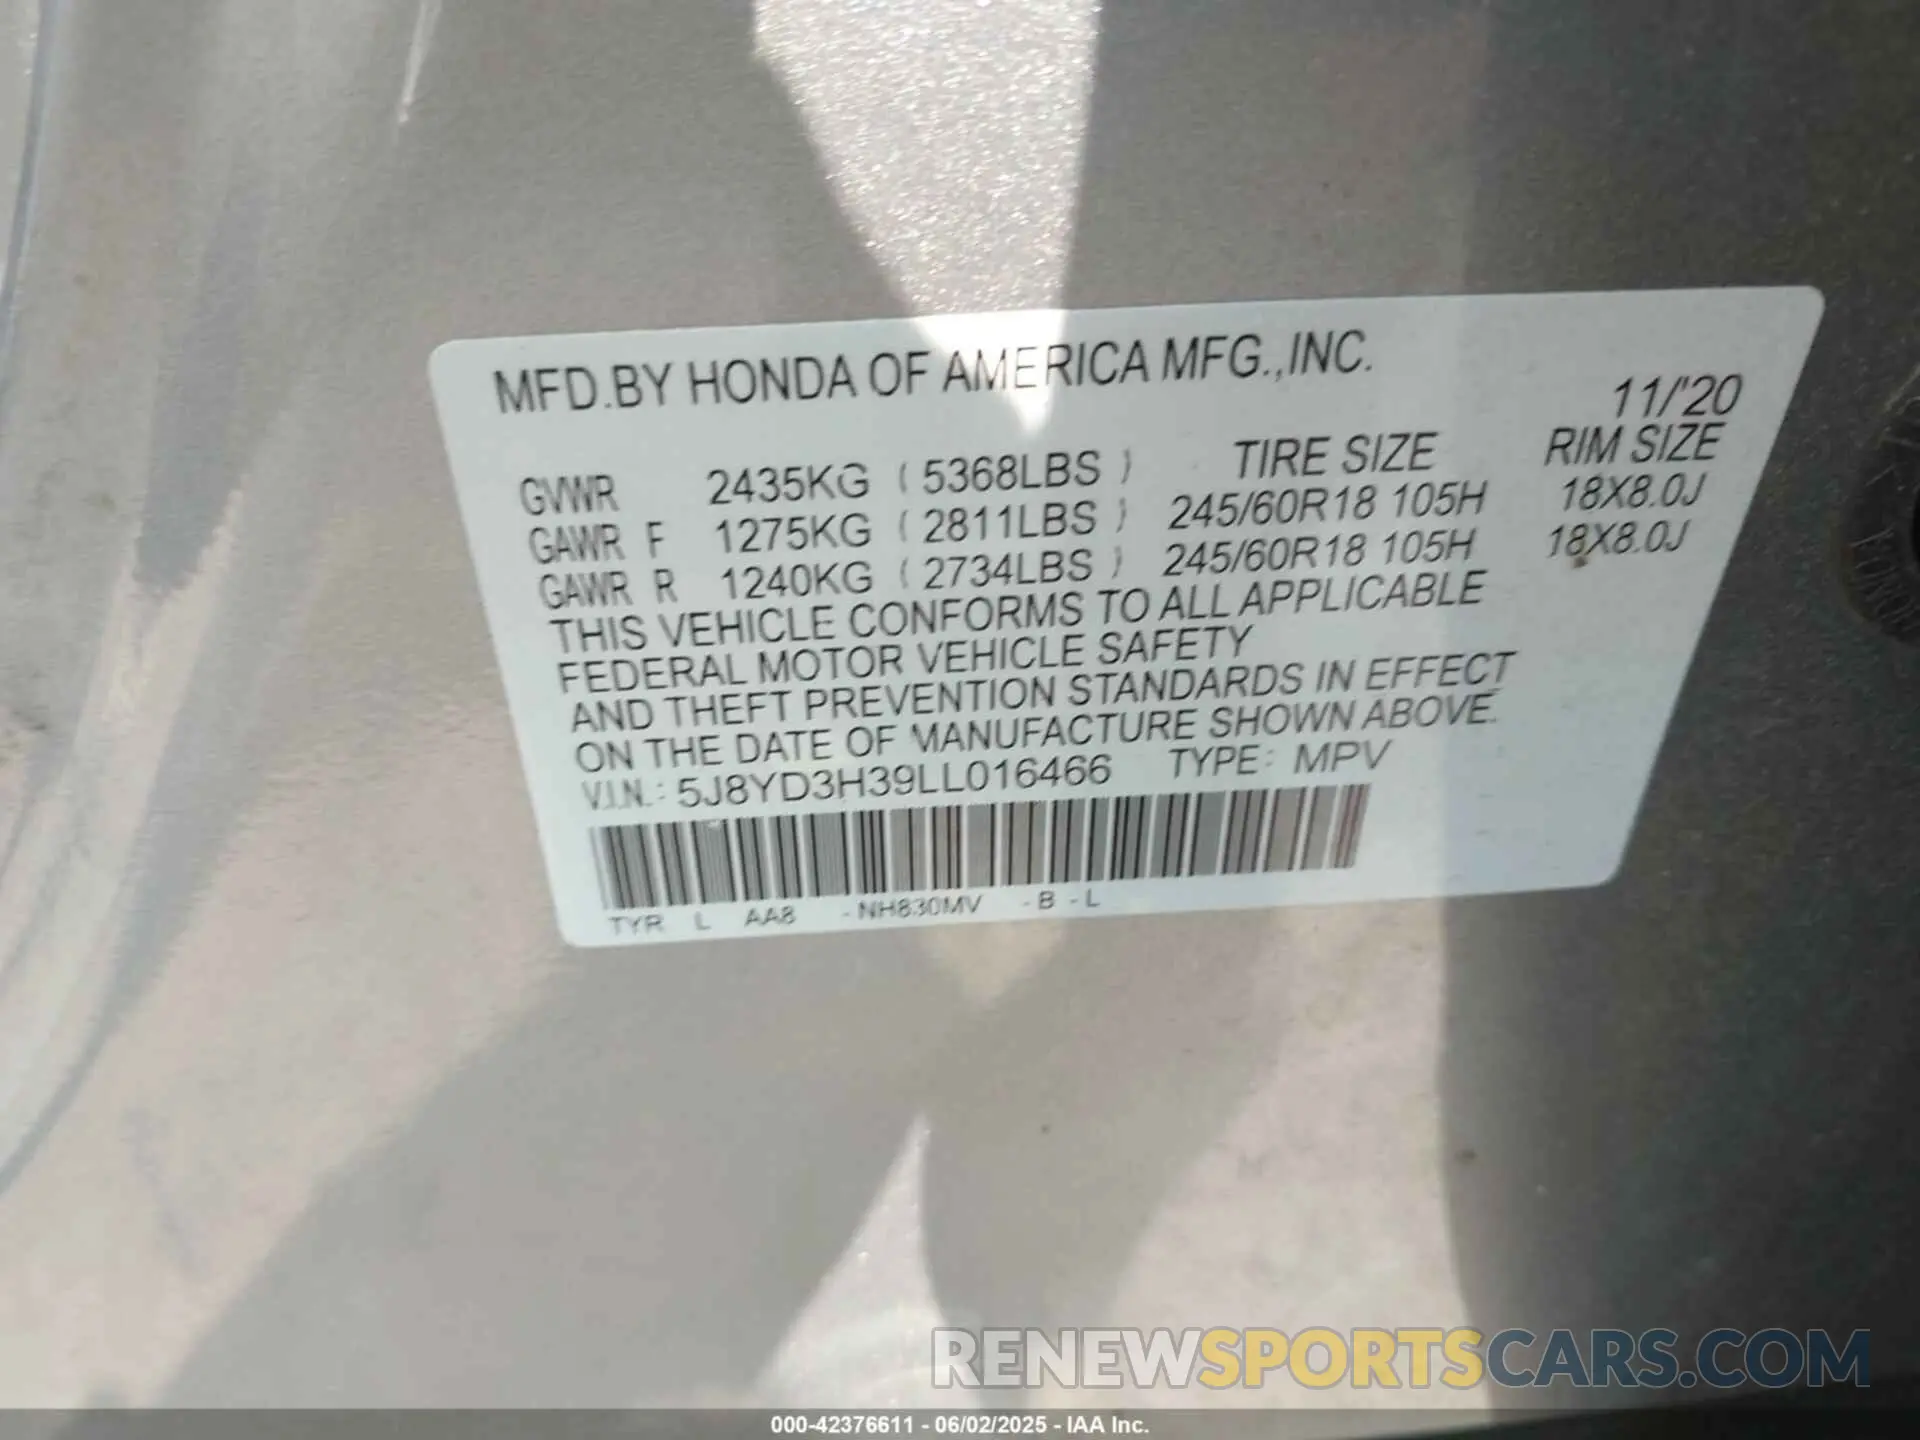 MFD.BY HONDA OF AMERICA MFG.,INC.
11/'20
GVWR 2435KG ( 5368LBS ) TIRE SIZE RIM SIZE
GAWR F 1275KG ( 2811LBS ) 245/60R18 105H 18X8.0J
GAWR R 1240KG ( 2734LBS ) 245/60R18 105H 18X8.0J
THIS VEHICLE CONFORMS TO ALL APPLICABLE
FEDERAL MOTOR VEHICLE SAFETY
AND THEFT PREVENTION STANDARDS IN EFFECT
ON THE DATE OF MANUFACTURE SHOWN ABOVE.
V.I.N.: 5J8YD3H39LL016466 TYPE: MPV
TYR L AA8 -NH830MV -B -L
RENEWSPORTSCARS.COM
000-42376611 - 06/02/2025 - IAA Inc.